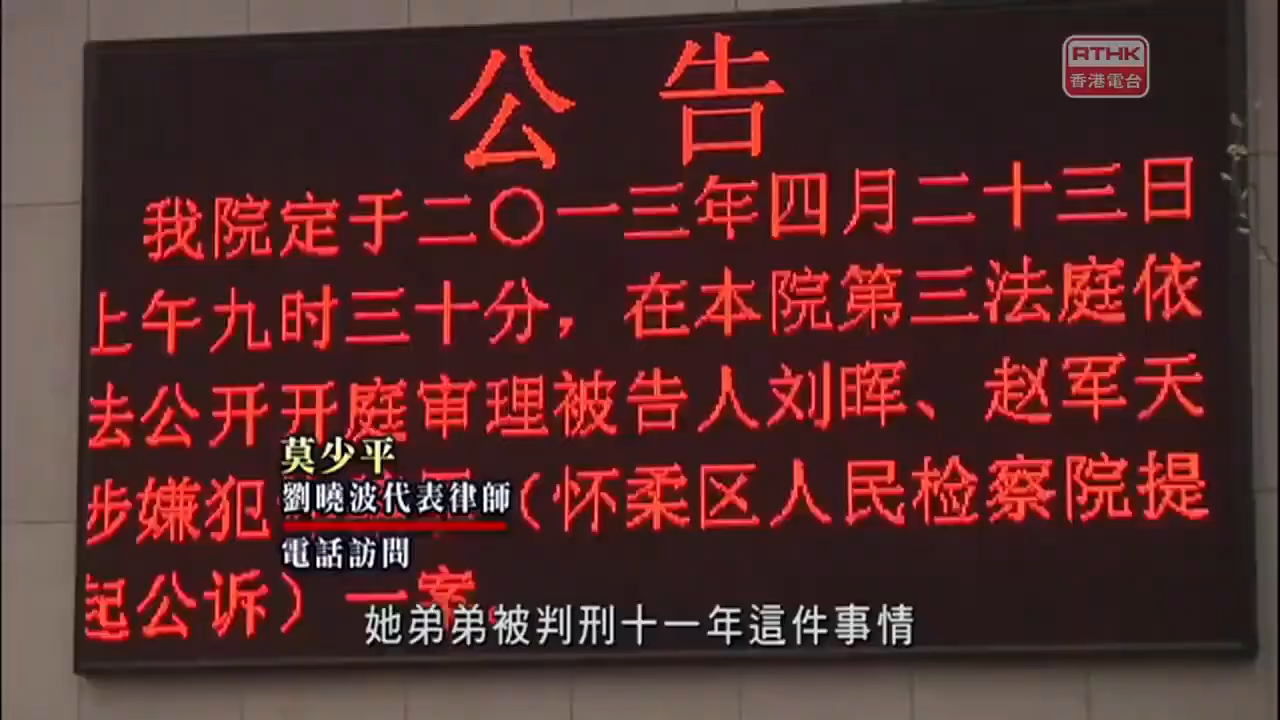 RTHK
香港電台
公告
我院定于二〇一三年四月二十三日
上午九时三十分，在本院第三法庭依
法公开开庭审理被告人刘晖、赵军天
涉嫌犯（怀柔区人民检察院提
起公诉）一案。
莫少平
劉曉波代表律師
電話訪問
她弟弟被判刑十一年這件事情